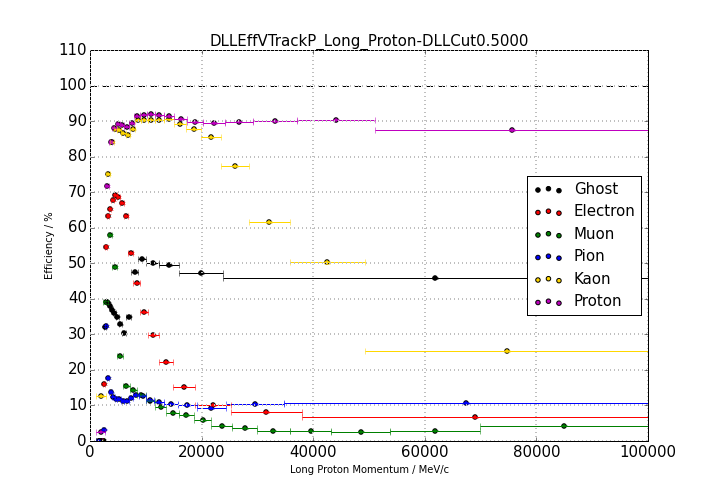 DLLEffVTrackP_Long_Proton-DLLCut0.5000
110
100
90
80
70
60
50
40
30
20
10
0
Efficiency / %
Ghost
Electron
Muon
Pion
Kaon
Proton
0 20000 40000 60000 80000 100000
Long Proton Momentum / MeV/c